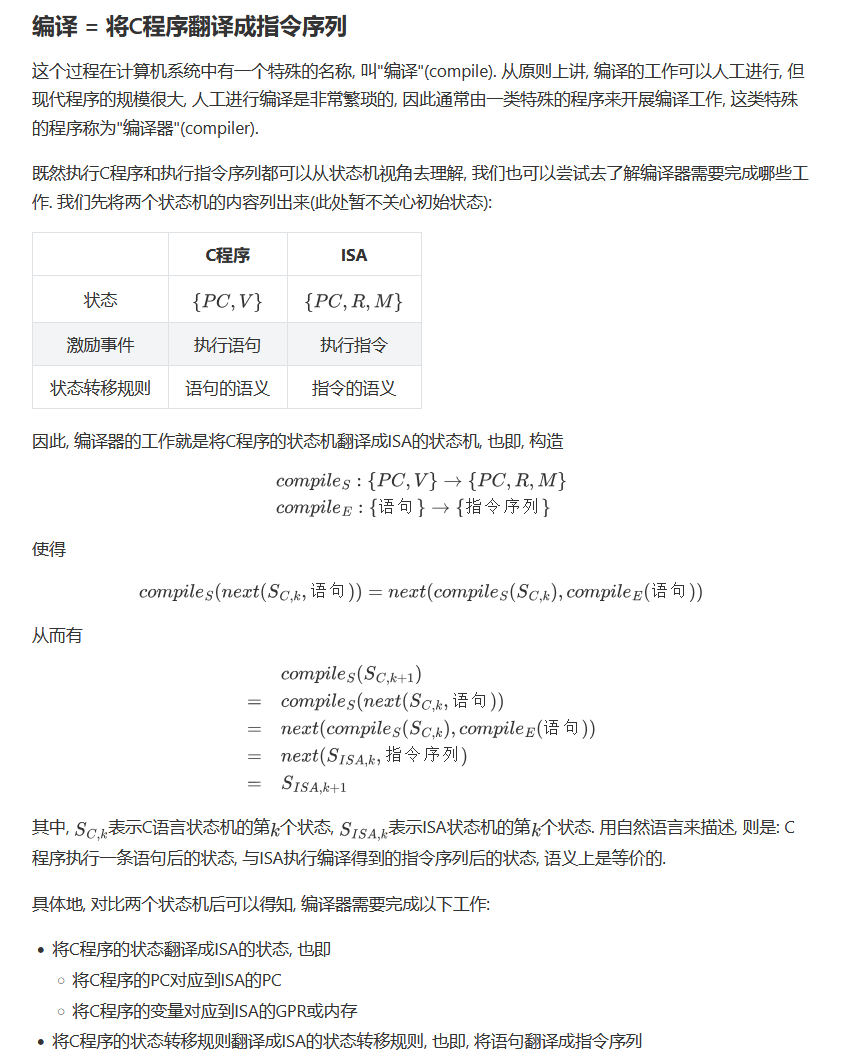 编译 = 将C程序翻译成指令序列
这个过程在计算机系统中有一个特殊的名称, 叫"编译"(compile). 从原则上讲, 编译的工作可以人工进行, 但
现代程序的规模很大, 人工进行编译是非常繁琐的, 因此通常由一类特殊的程序来开展编译工作, 这类特殊
的程序称为"编译器"(compiler).
既然执行C程序和执行指令序列都可以从状态机视角去理解, 我们也可以尝试去了解编译器需要完成哪些工
作. 我们先将两个状态机的内容列出来(此处暂不关心初始状态):
C程序 ISA
状态 {PC, V} {PC, R, M}
激励事件 执行语句 执行指令
状态转移规则 语句的语义 指令的语义
因此, 编译器的工作就是将C程序的状态机翻译成ISA的状态机, 也即, 构造
compile_S : {PC, V} → {PC, R, M}
compile_E : {语句} → {指令序列}
使得
compile_S(next(S_{C,k}, 语句)) = next(compile_S(S_{C,k}), compile_E(语句))
从而有
compile_S(S_{C,k+1})
= compile_S(next(S_{C,k}, 语句))
= next(compile_S(S_{C,k}), compile_E(语句))
= next(S_{ISA,k}, 指令序列)
= S_{ISA,k+1}
其中, S_{C,k}表示C语言状态机的第k个状态, S_{ISA,k}表示ISA状态机的第k个状态. 用自然语言来描述, 则是: C
程序执行一条语句后的状态, 与ISA执行编译得到的指令序列后的状态, 语义上是等价的.
具体地, 对比两个状态机后可以得知, 编译器需要完成以下工作:
• 将C程序的状态翻译成ISA的状态, 也即
◦ 将C程序的PC对应到ISA的PC
◦ 将C程序的变量对应到ISA的GPR或内存
• 将C程序的状态转移规则翻译成ISA的状态转移规则, 也即, 将语句翻译成指令序列